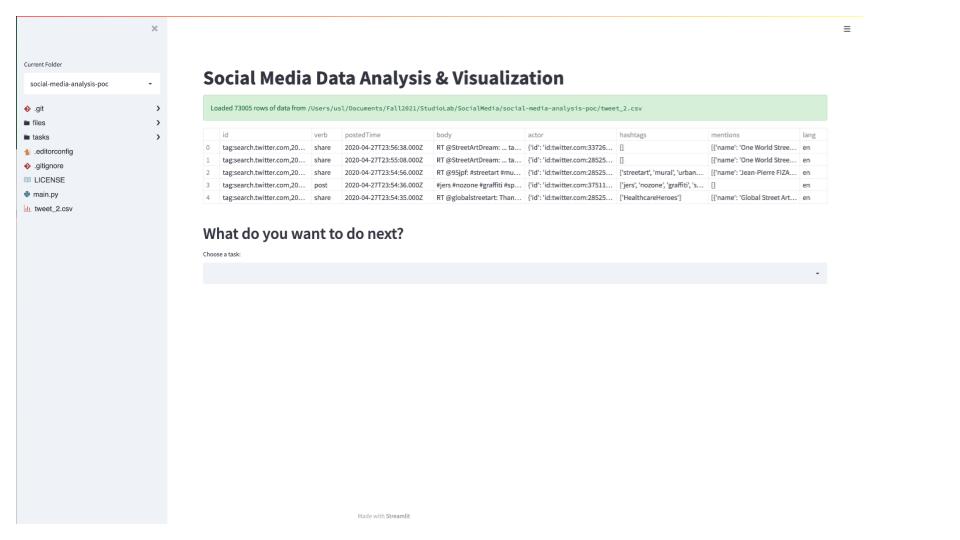 Current Folder
social-media-analysis-poc
.git
files
tasks
.editorconfig
.gitignore
LICENSE
main.py
tweet_2.csv
Social Media Data Analysis & Visualization
Loaded 73005 rows of data from /Users/usl/Documents/Fall2021/StudioLab/SocialMedia/social-media-analysis-poc/tweet_2.csv
id verb postedTime body actor hashtags mentions lang
0 tag:search.twitter.com,20... share 2020-04-27T23:56:38.000Z RT @StreetArtDream: ... ta... {'id': 'id:twitter.com:33726... [] [{'name': 'One World Stree... en
1 tag:search.twitter.com,20... share 2020-04-27T23:55:08.000Z RT @StreetArtDream: ... ta... {'id': 'id:twitter.com:28525... [] [{'name': 'One World Stree... en
2 tag:search.twitter.com,20... share 2020-04-27T23:54:56.000Z RT @95jpf: #streetart #mu... {'id': 'id:twitter.com:28525... ['streetart', 'mural', 'urban... [{'name': 'Jean-Pierre FIZA... en
3 tag:search.twitter.com,20... post 2020-04-27T23:54:36.000Z #jers #nozone #graffiti #sp... {'id': 'id:twitter.com:37511... ['jers', 'nozone', 'graffiti', 's... [] en
4 tag:search.twitter.com,20... share 2020-04-27T23:54:35.000Z RT @globalstreetart: Than... {'id': 'id:twitter.com:28525... ['HealthcareHeroes'] [{'name': 'Global Street Art... en
What do you want to do next?
Choose a task:
Made with Streamlit